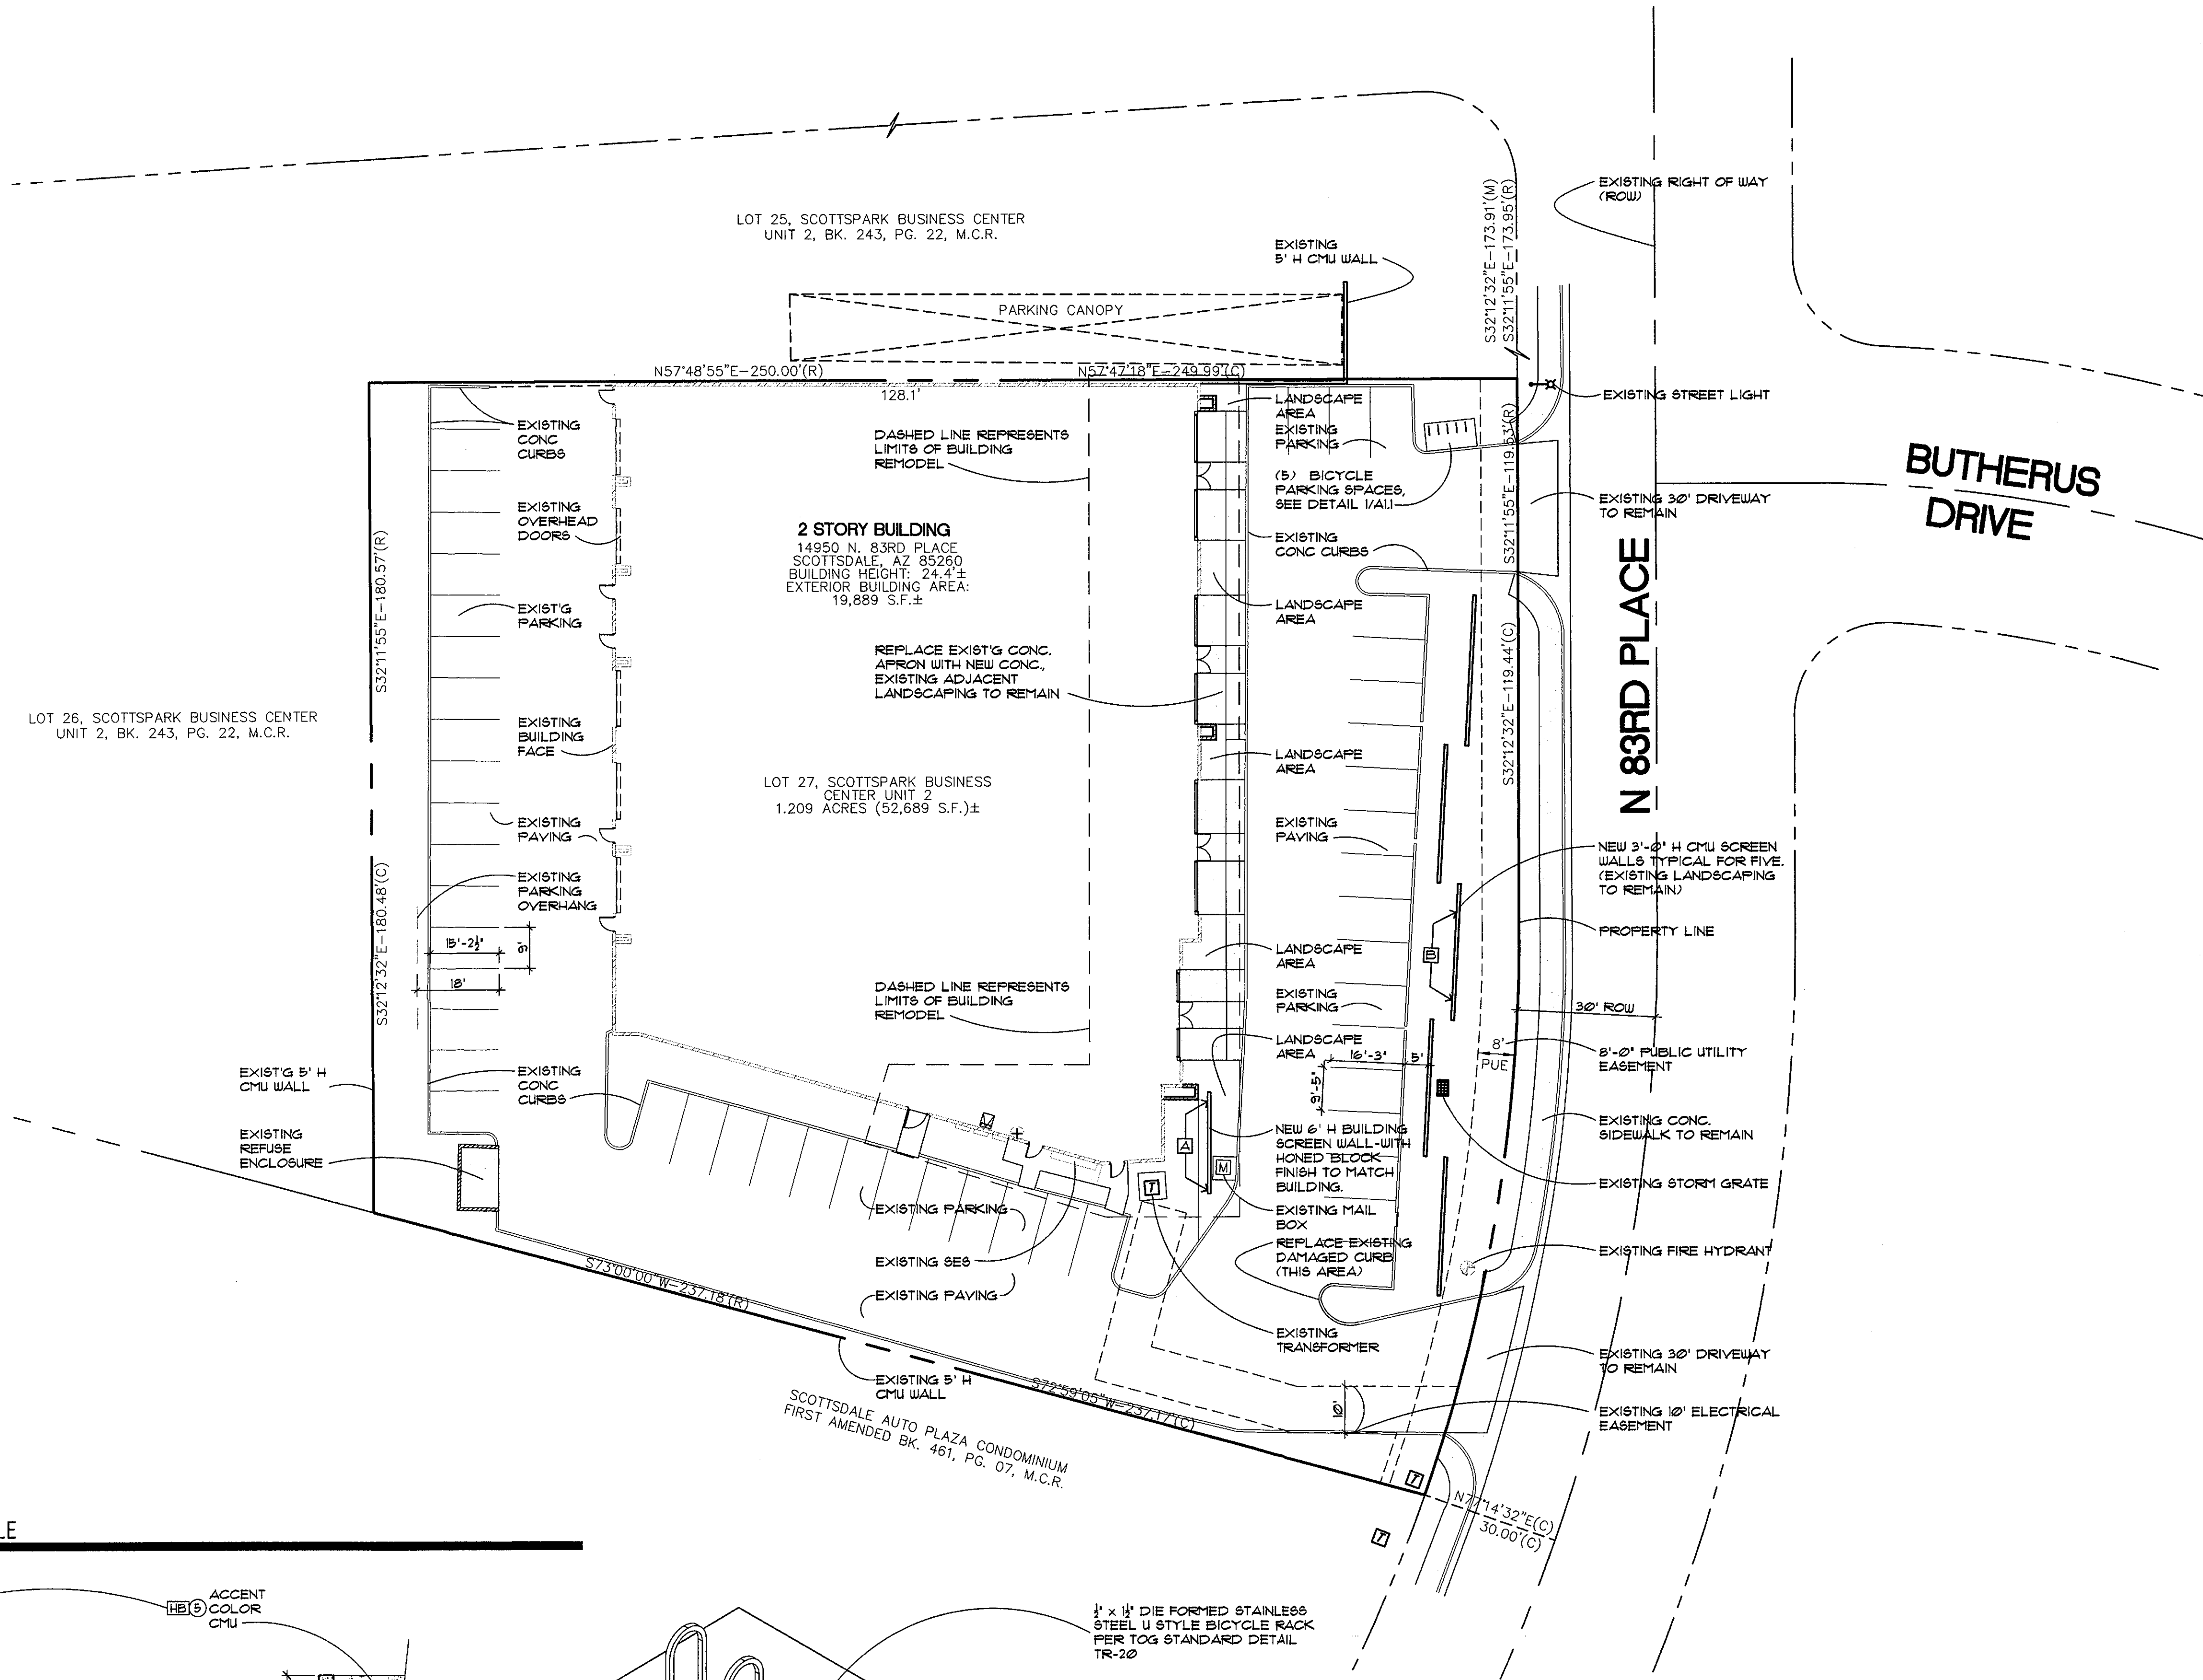 LOT 25, SCOTTSPARK BUSINESS CENTER
UNIT 2, BK. 243, PG. 22, M.C.R.
EXISTING RIGHT OF WAY
(ROW)
S32°12'32"E-173.91'(M)
S32°11'55"E-173.95'(R)
EXISTING
5' H CMU WALL
PARKING CANOPY
N57°48'55"E-250.00'(R)
N57°47'18"E-249.99'(C)
128.1'
EXISTING STREET LIGHT
EXISTING
CONC
CURBS
DASHED LINE REPRESENTS
LIMITS OF BUILDING
REMODEL
LANDSCAPE
AREA
EXISTING
PARKING
(5) BICYCLE
PARKING SPACES,
SEE DETAIL 1/A1.1
S32°11'55"E-119.53'(R)
BUTHERUS
DRIVE
EXISTING 30' DRIVEWAY
TO REMAIN
EXISTING
OVERHEAD
DOORS
2 STORY BUILDING
14950 N. 83RD PLACE
SCOTTSDALE, AZ 85260
BUILDING HEIGHT: 24.4'±
EXTERIOR BUILDING AREA:
19,889 S.F.±
EXISTING
CONC CURBS
S32°11'55"E-180.57'(R)
EXIST'G
PARKING
LANDSCAPE
AREA
N 83RD PLACE
S32°12'32"E-119.44'(C)
REPLACE EXIST'G CONC.
APRON WITH NEW CONC.,
EXISTING ADJACENT
LANDSCAPING TO REMAIN
LOT 26, SCOTTSPARK BUSINESS CENTER
UNIT 2, BK. 243, PG. 22, M.C.R.
EXISTING
BUILDING
FACE
LANDSCAPE
AREA
LOT 27, SCOTTSPARK BUSINESS
CENTER UNIT 2
1.209 ACRES (52,689 S.F.)±
EXISTING
PAVING
EXISTING
PAVING
NEW 3'-0" H CMU SCREEN
WALLS TYPICAL FOR FIVE.
(EXISTING LANDSCAPING
TO REMAIN)
EXISTING
PARKING
OVERHANG
S32°12'32"E-180.48'(C)
15'-2½"
9'
18'
LANDSCAPE
AREA
B
PROPERTY LINE
DASHED LINE REPRESENTS
LIMITS OF BUILDING
REMODEL
EXISTING
PARKING
30' ROW
LANDSCAPE
AREA
16'-3"
5'
9'-5"
8'
PUE
8'-0" PUBLIC UTILITY
EASEMENT
EXIST'G 5' H
CMU WALL
EXISTING
CONC
CURBS
EXISTING
REFUSE
ENCLOSURE
A
M
T
NEW 6' H BUILDING
SCREEN WALL-WITH
HONED BLOCK
FINISH TO MATCH
BUILDING.
EXISTING CONC.
SIDEWALK TO REMAIN
EXISTING STORM GRATE
EXISTING PARKING
EXISTING MAIL
BOX
REPLACE EXISTING
DAMAGED CURB
(THIS AREA)
EXISTING FIRE HYDRANT
EXISTING SES
S73°00'00"W-237.18'(R)
EXISTING PAVING
EXISTING
TRANSFORMER
EXISTING 30' DRIVEWAY
TO REMAIN
EXISTING 5' H
CMU WALL
S72°59'05"W-237.17'(C)
10'
EXISTING 10' ELECTRICAL
EASEMENT
SCOTTSDALE AUTO PLAZA CONDOMINIUM
FIRST AMENDED BK. 461, PG. 07, M.C.R.
T
N77°14'32"E(C)
30.00'(C)
T
LE
HB 5 ACCENT
COLOR
CMU
½" x 1½" DIE FORMED STAINLESS
STEEL U STYLE BICYCLE RACK
PER TOG STANDARD DETAIL
TR-20